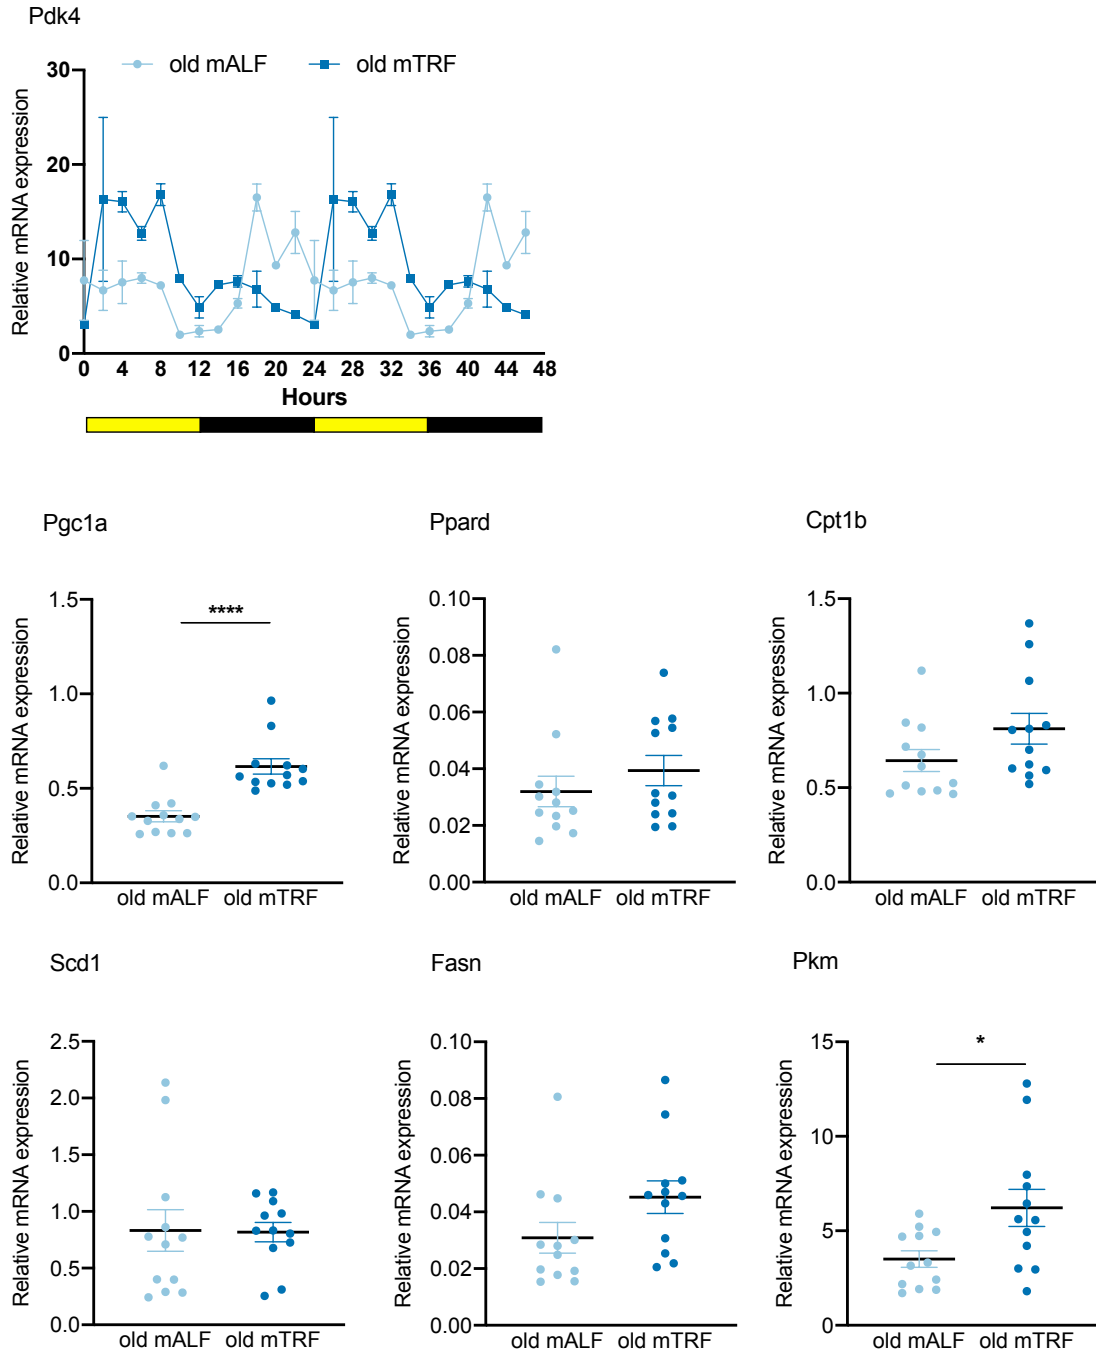 Pdk4
old mALF old mTRF
Relative mRNA expression
30
20
10
0
0 4 8 12 16 20 24 28 32 36 40 44 48
Hours
Pgc1a
Relative mRNA expression
1.5
****
1.0
0.5
0.0
old mALF old mTRF
Ppard
Relative mRNA expression
0.10
0.08
0.06
0.04
0.02
0.00
old mALF old mTRF
Cpt1b
Relative mRNA expression
1.5
1.0
0.5
0.0
old mALF old mTRF
Scd1
Relative mRNA expression
2.5
2.0
1.5
1.0
0.5
0.0
old mALF old mTRF
Fasn
Relative mRNA expression
0.10
0.08
0.06
0.04
0.02
0.00
old mALF old mTRF
Pkm
Relative mRNA expression
15
*
10
5
0
old mALF old mTRF